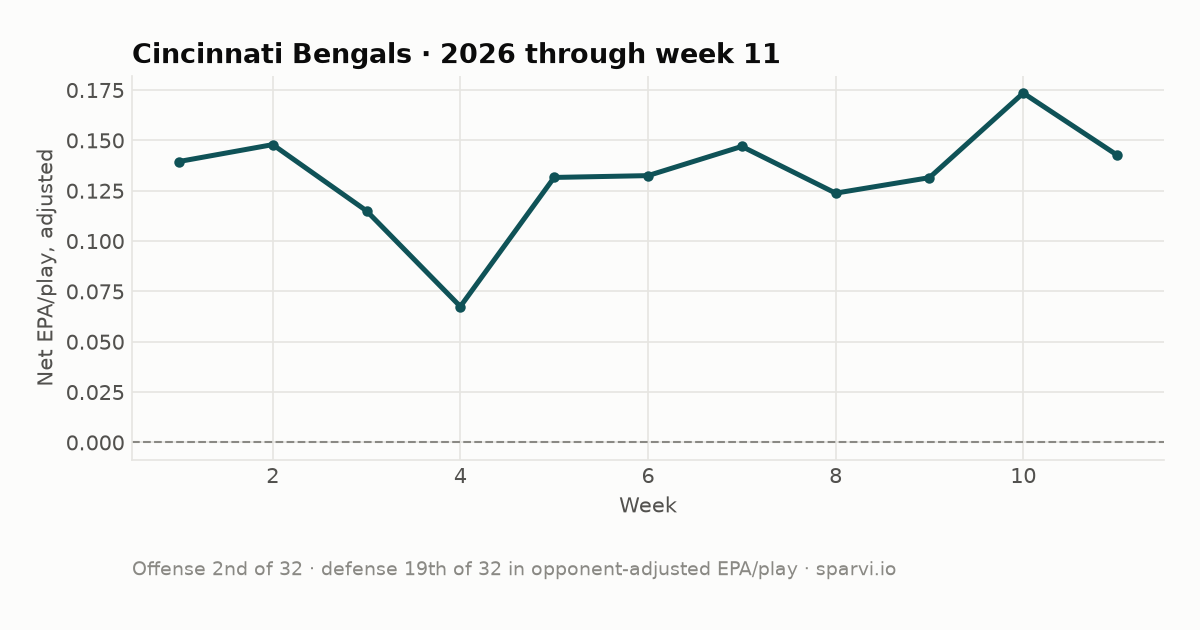 Cincinnati Bengals · 2026 through week 11
Net EPA/play, adjusted
0.175
0.150
0.125
0.100
0.075
0.050
0.025
0.000
2 4 6 8 10
Week
Offense 2nd of 32 · defense 19th of 32 in opponent-adjusted EPA/play · sparvi.io